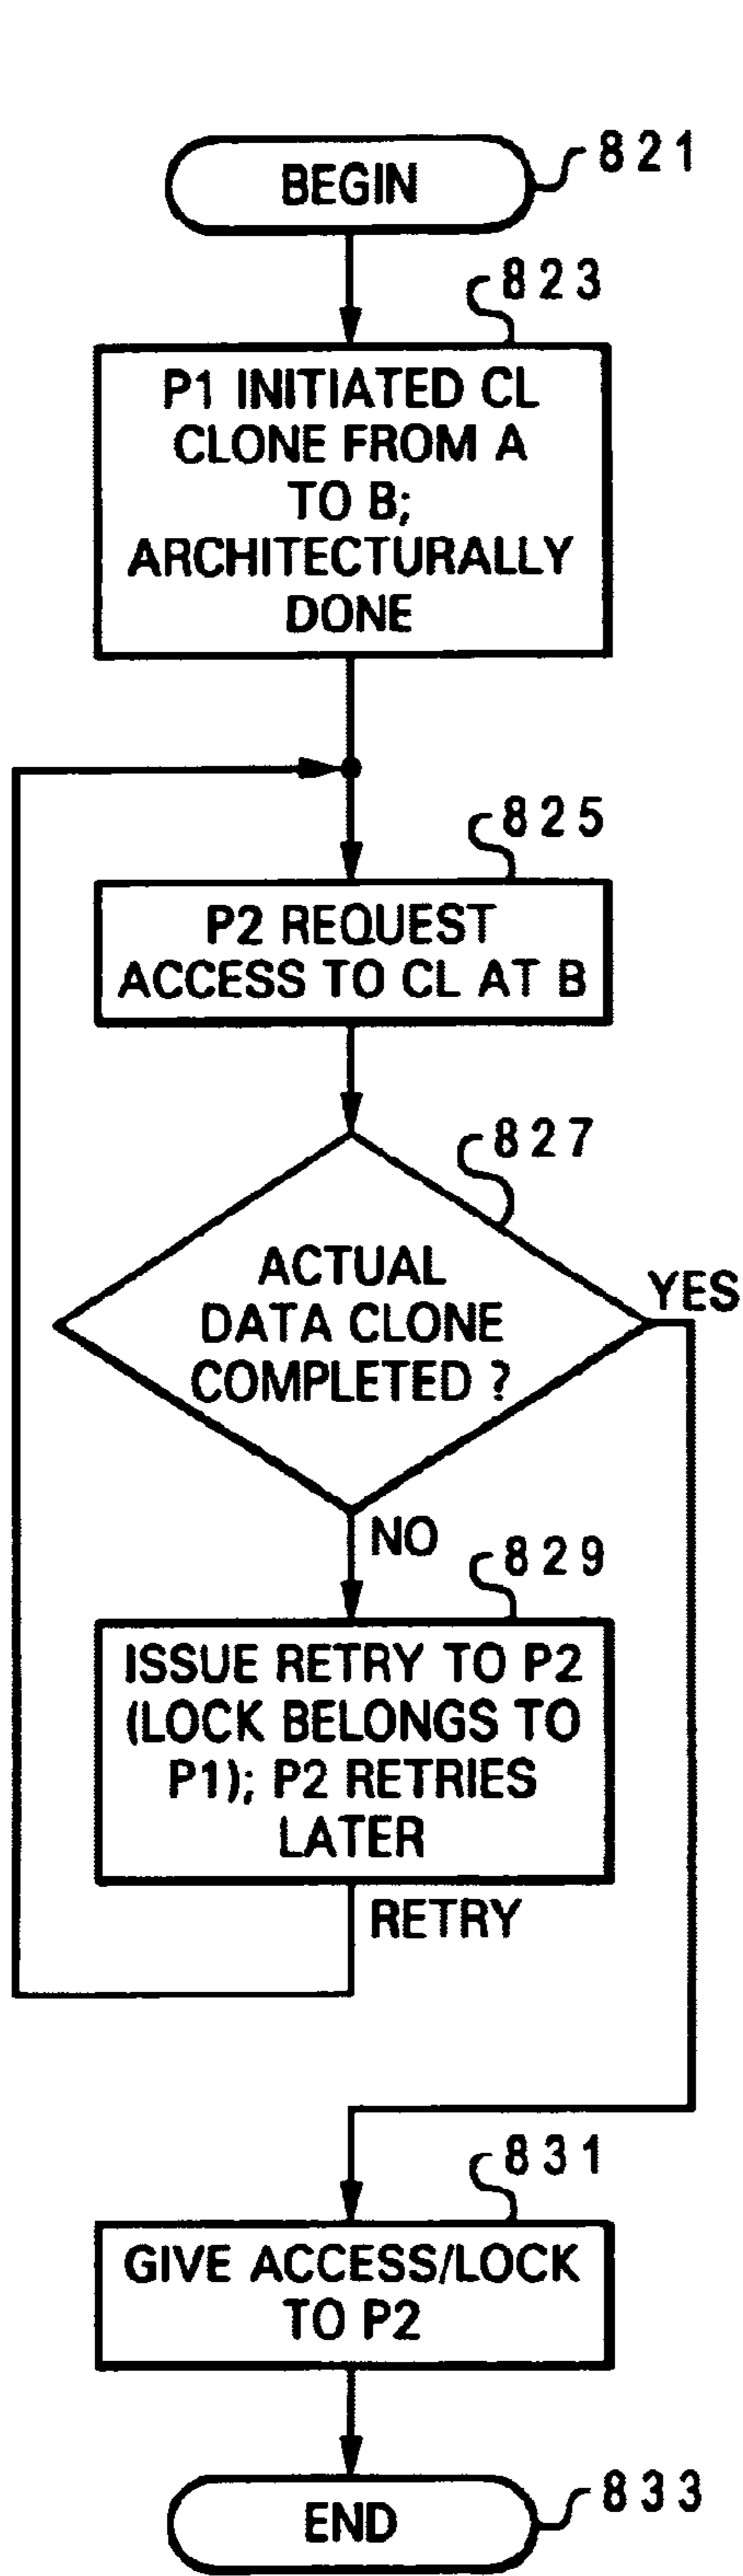 BEGIN
821
823
P1 INITIATED CL
CLONE FROM A
TO B;
ARCHITECTURALLY
DONE
825
P2 REQUEST
ACCESS TO CL AT B
827
ACTUAL
DATA CLONE
COMPLETED ?
YES
NO
829
ISSUE RETRY TO P2
(LOCK BELONGS TO
P1); P2 RETRIES
LATER
RETRY
831
GIVE ACCESS/LOCK
TO P2
END
833